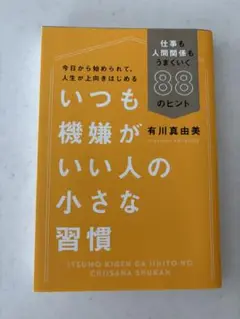 仕事も
人間関係も
うまくいく
88
のヒント
今日から始められて、
人生が上向きはじめる
いつも
機嫌が
いい人の
小さな
習慣
有川真由美
ITSUMO KIGEN GA IIHITO NO
CHIISANA SHUKAN